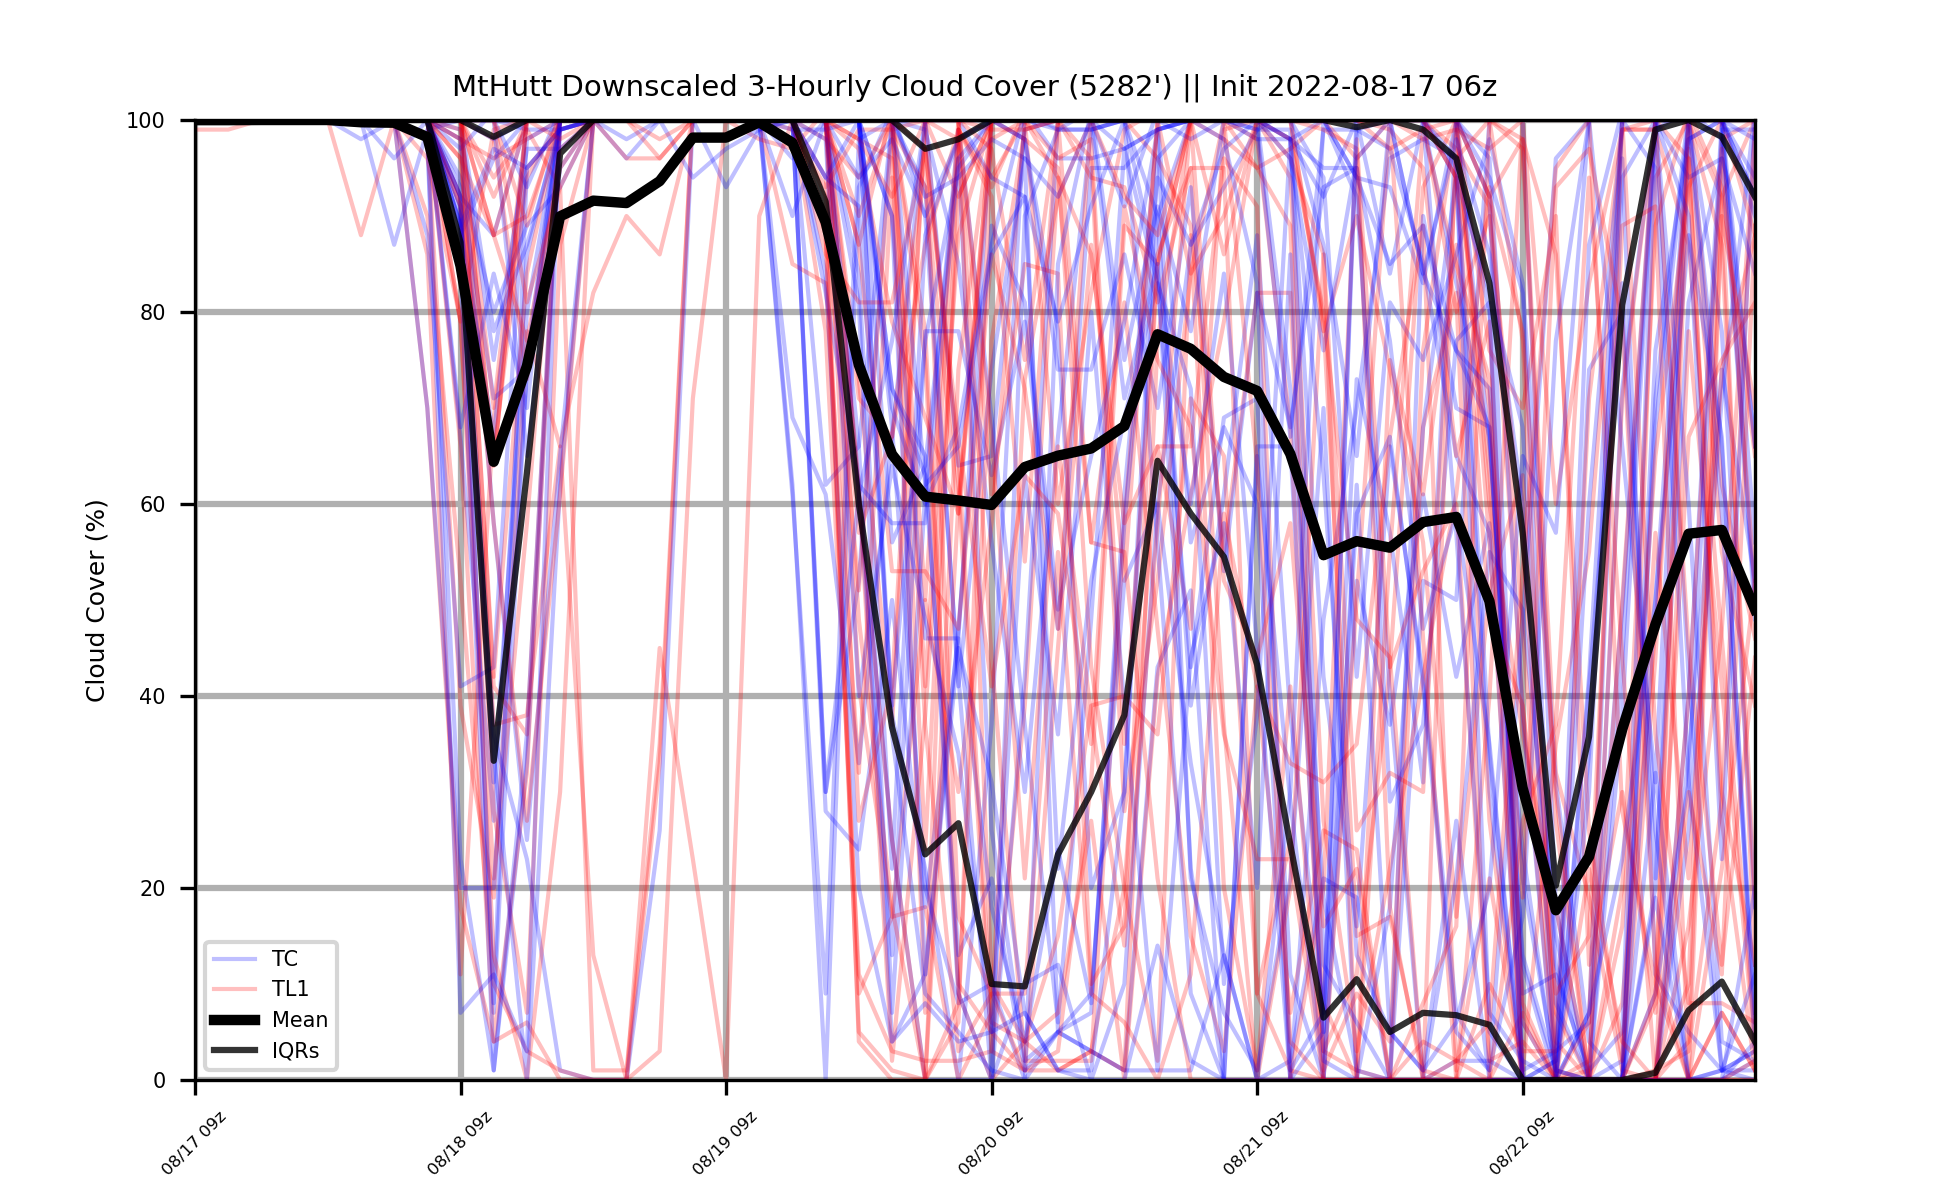 MtHutt Downscaled 3-Hourly Cloud Cover (5282') || Init 2022-08-17 06z
Cloud Cover (%)
100
80
60
40
20
0
TC
TL1
Mean
IQRs
08/17 09z
08/18 09z
08/19 09z
08/20 09z
08/21 09z
08/22 09z